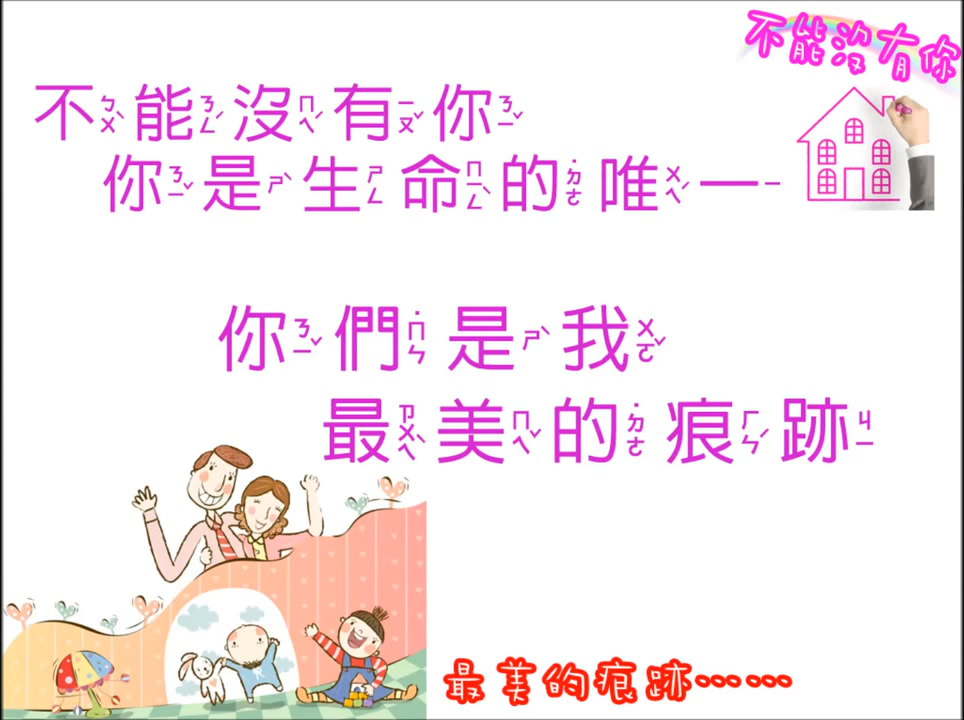 不能沒有你
不能沒有你
你是生命的唯一
你們是我
最美的痕跡
最美的痕跡⋯⋯